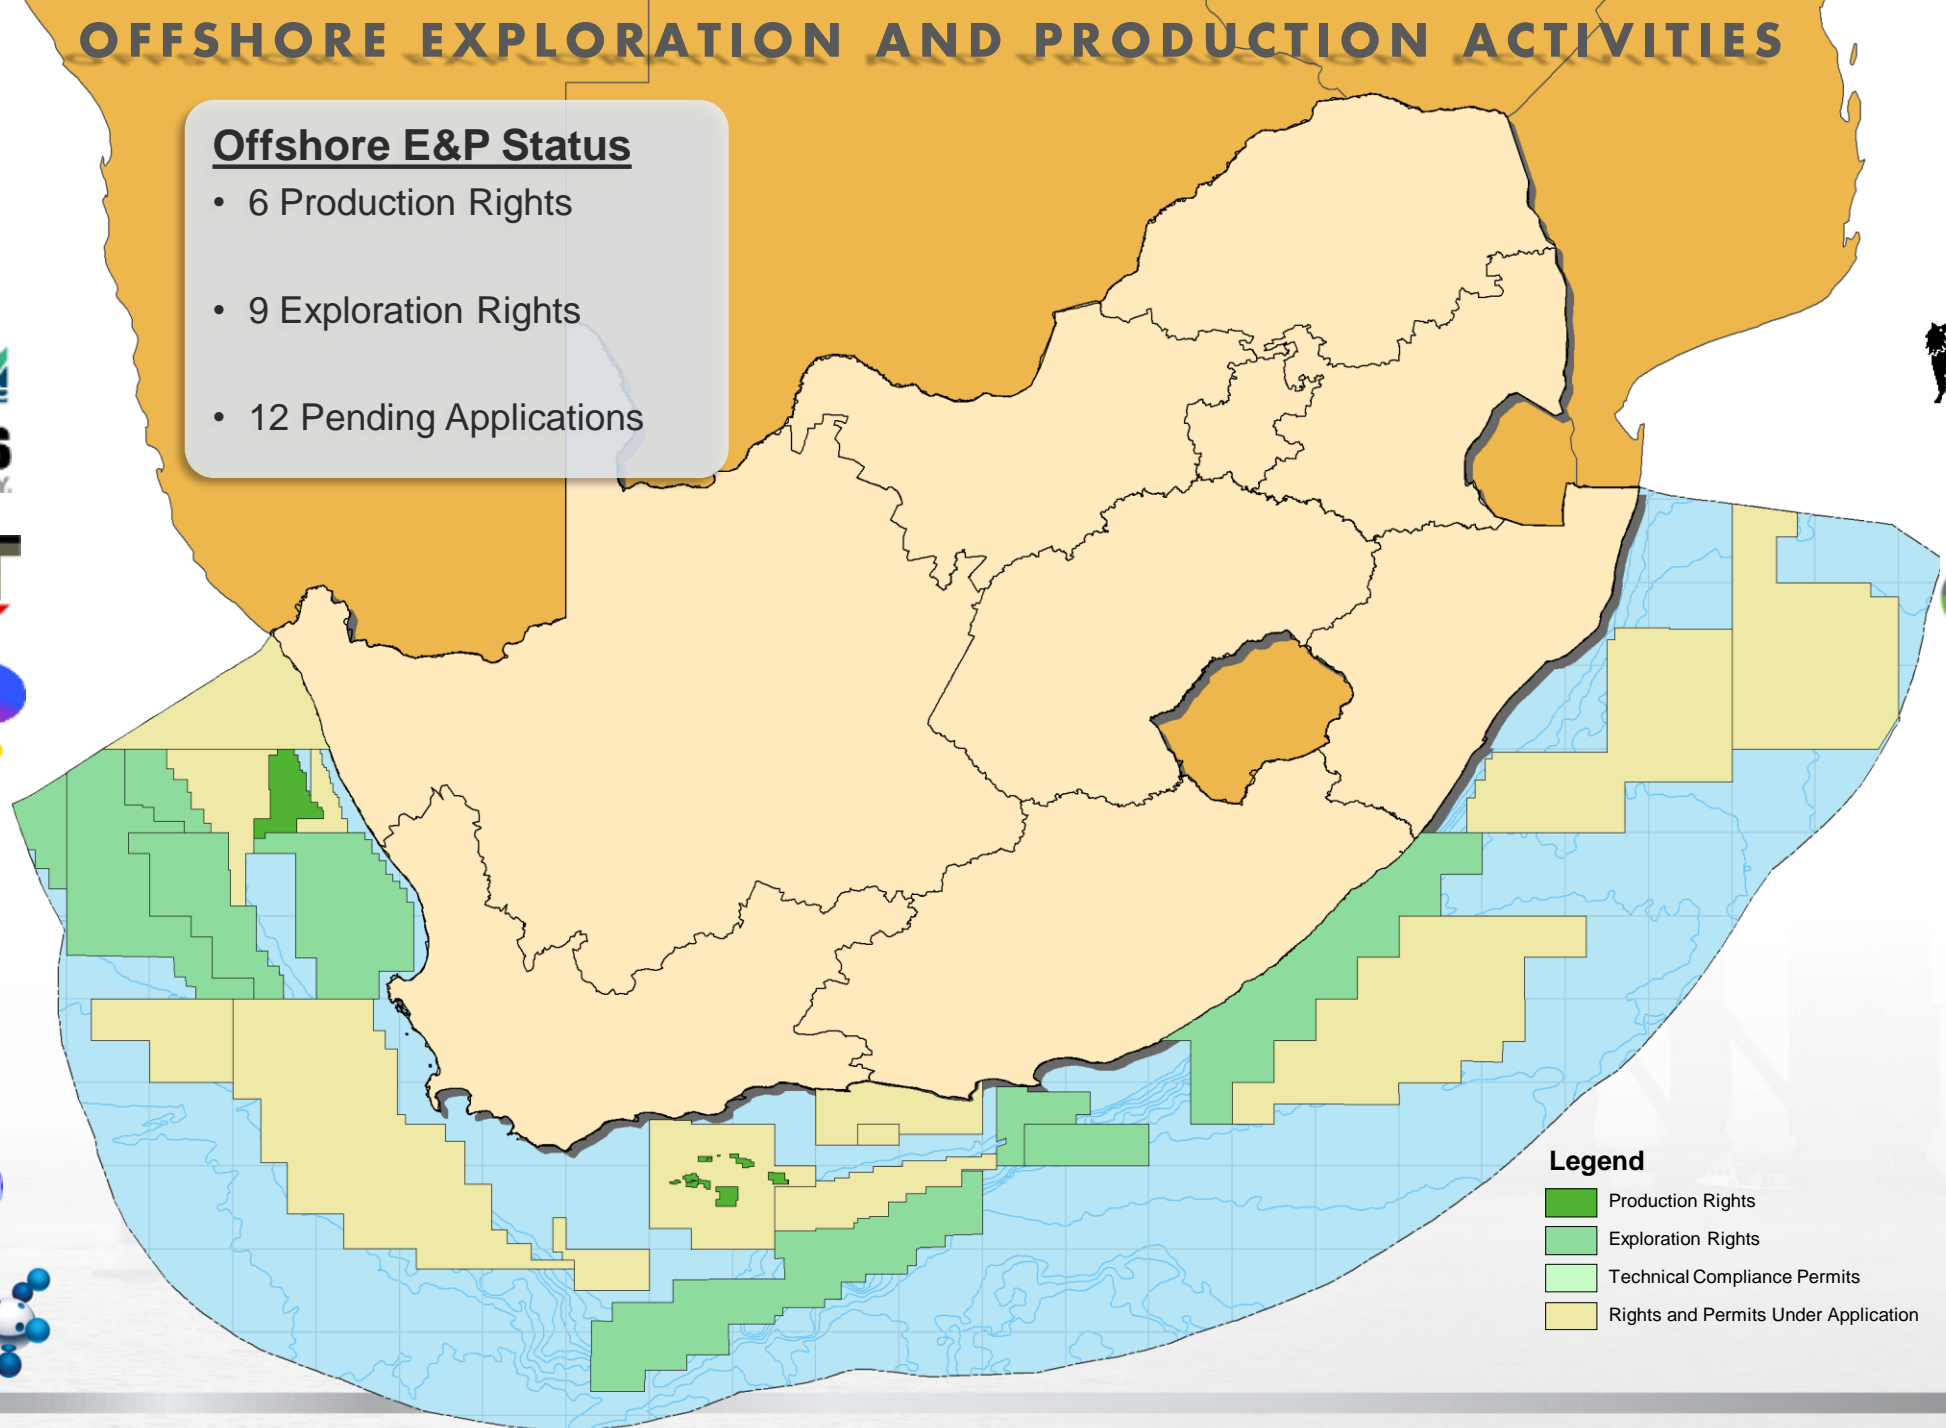 OFFSHORE EXPLORATION AND PRODUCTION ACTIVITIES
Offshore E&P Status
• 6 Production Rights
• 9 Exploration Rights
• 12 Pending Applications
Legend
Production Rights
Exploration Rights
Technical Compliance Permits
Rights and Permits Under Application